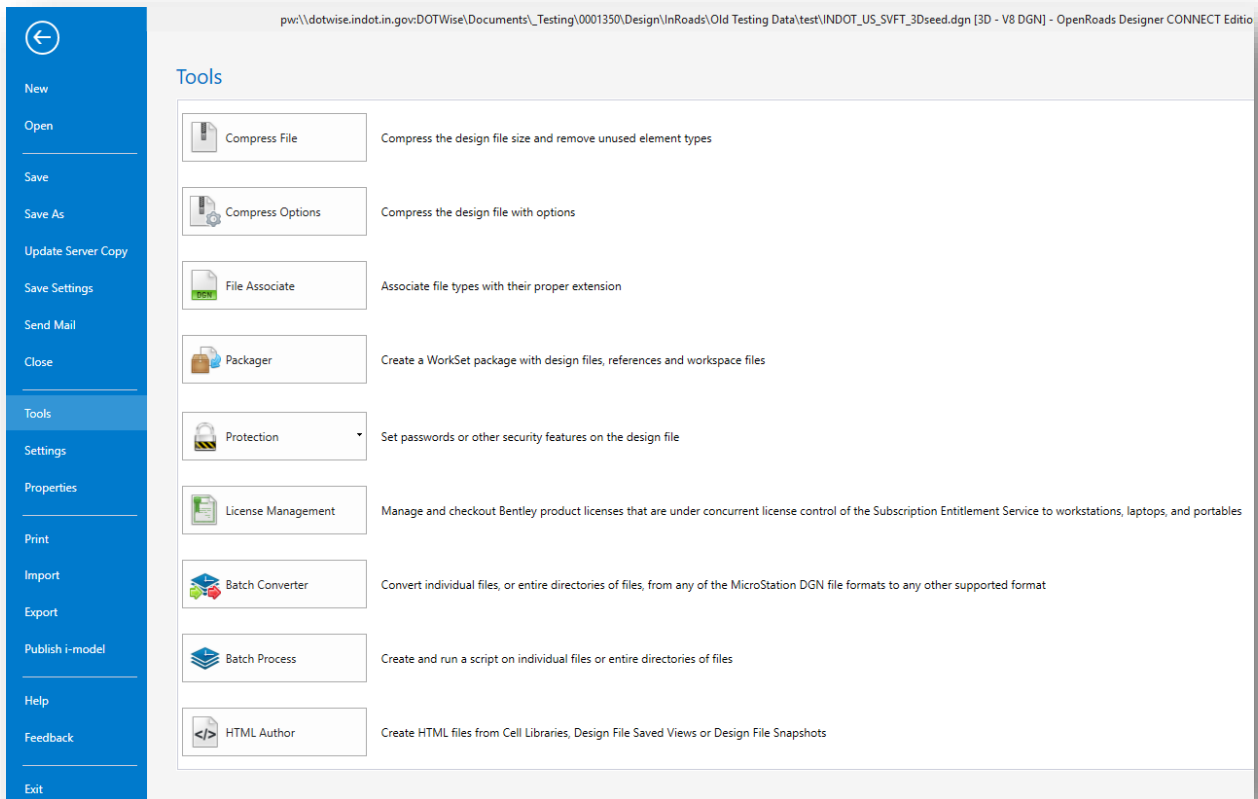 pw:\\dotwise.indot.in.gov:DOTWise\Documents\_Testing\0001350\Design\InRoads\Old Testing Data\test\INDOT_US_SVFT_3Dseed.dgn [3D - V8 DGN] - OpenRoads Designer CONNECT Editio
New
Open
Save
Save As
Update Server Copy
Save Settings
Send Mail
Close
Tools
Settings
Properties
Print
Import
Export
Publish i-model
Help
Feedback
Exit
Tools
Compress File Compress the design file size and remove unused element types
Compress Options Compress the design file with options
DGN File Associate Associate file types with their proper extension
Packager Create a WorkSet package with design files, references and workspace files
Protection Set passwords or other security features on the design file
License Management Manage and checkout Bentley product licenses that are under concurrent license control of the Subscription Entitlement Service to workstations, laptops, and portables
Batch Converter Convert individual files, or entire directories of files, from any of the MicroStation DGN file formats to any other supported format
Batch Process Create and run a script on individual files or entire directories of files
</> HTML Author Create HTML files from Cell Libraries, Design File Saved Views or Design File Snapshots